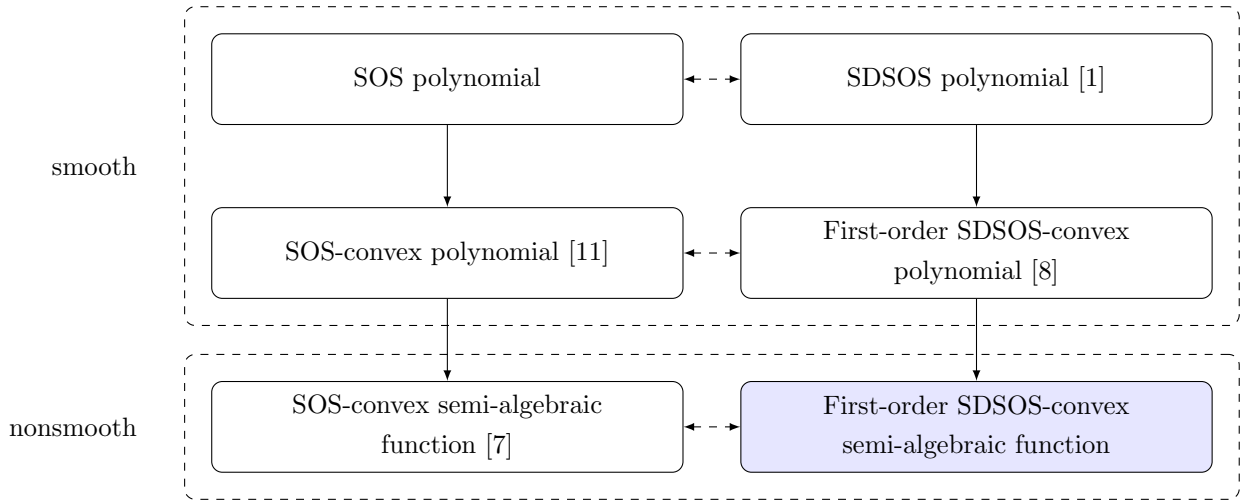 SOS polynomial
SDSOS polynomial [1]
smooth
SOS-convex polynomial [11]
First-order SDSOS-convex
polynomial [8]
nonsmooth
SOS-convex semi-algebraic
function [7]
First-order SDSOS-convex
semi-algebraic function